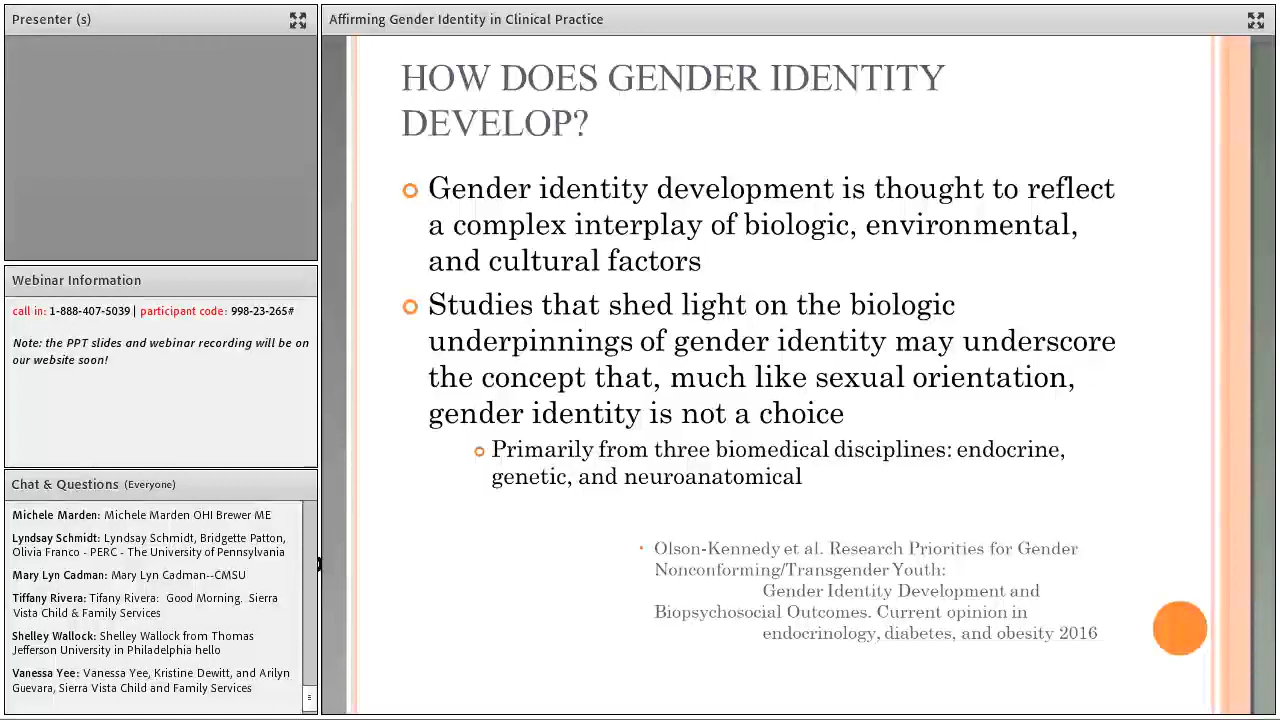 Presenter (s)
Affirming Gender Identity in Clinical Practice
HOW DOES GENDER IDENTITY
DEVELOP?
Gender identity development is thought to reflect
a complex interplay of biologic, environmental,
and cultural factors
Studies that shed light on the biologic
underpinnings of gender identity may underscore
the concept that, much like sexual orientation,
gender identity is not a choice
Primarily from three biomedical disciplines: endocrine,
genetic, and neuroanatomical
Olson-Kennedy et al. Research Priorities for Gender
Nonconforming/Transgender Youth:
Gender Identity Development and
Biopsychosocial Outcomes. Current opinion in
endocrinology, diabetes, and obesity 2016
Webinar Information
call in: 1-888-407-5039 | participant code: 998-23-265#
Note: the PPT slides and webinar recording will be on
our website soon!
Chat & Questions (Everyone)
Michele Marden: Michele Marden OHI Brewer ME
Lyndsay Schmidt: Lyndsay Schmidt, Bridgette Patton,
Olivia Franco - PERC - The University of Pennsylvania
Mary Lyn Cadman: Mary Lyn Cadman--CMSU
Tiffany Rivera: Tifany Rivera: Good Morning. Sierra
Vista Child & Family Services
Shelley Wallock: Shelley Wallock from Thomas
Jefferson University in Philadelphia hello
Vanessa Yee: Vanessa Yee, Kristine Dewitt, and Arilyn
Guevara, Sierra Vista Child and Family Services